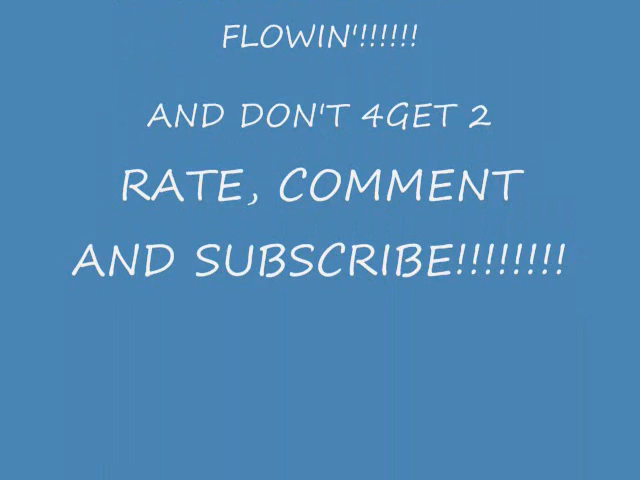 FLOWIN'!!!!!!
AND DON'T 4GET 2
RATE, COMMENT
AND SUBSCRIBE!!!!!!!!